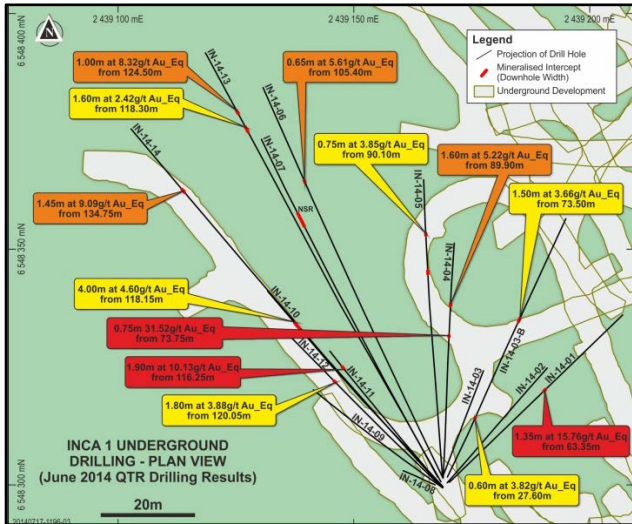 2 439 100 mE
2 439 150 mE
2 439 200 mE
6 548 400 mN
6 548 350 mN
6 548 300 mN
N
Legend
Projection of Drill Hole
Mineralised Intercept
(Downhole Width)
Underground Development
1.00m at 8.32g/t Au_Eq
from 124.50m
1.60m at 2.42g/t Au_Eq
from 118.30m
0.65m at 5.61g/t Au_Eq
from 105.40m
0.75m at 3.85g/t Au_Eq
from 90.10m
1.60m at 5.22g/t Au_Eq
from 89.90m
1.50m at 3.66g/t Au_Eq
from 73.50m
1.45m at 9.09g/t Au_Eq
from 134.75m
4.00m at 4.60g/t Au_Eq
from 118.15m
0.75m 31.52g/t Au_Eq
from 73.75m
1.90m at 10.13g/t Au_Eq
from 116.25m
1.80m at 3.88g/t Au_Eq
from 120.05m
1.35m at 15.76g/t Au_Eq
from 63.35m
0.60m at 3.82g/t Au_Eq
from 27.60m
IN-14-13
IN-14-06
IN-14-07
IN-14-14
NSR
IN-14-05
IN-14-04
IN-14-10
IN-14-12
IN-14-11
IN-14-09
IN-14-08
IN-14-03
IN-14-03-B
IN-14-02
IN-14-01
INCA 1 UNDERGROUND
DRILLING - PLAN VIEW
(June 2014 QTR Drilling Results)
20m
20140717-1196-03